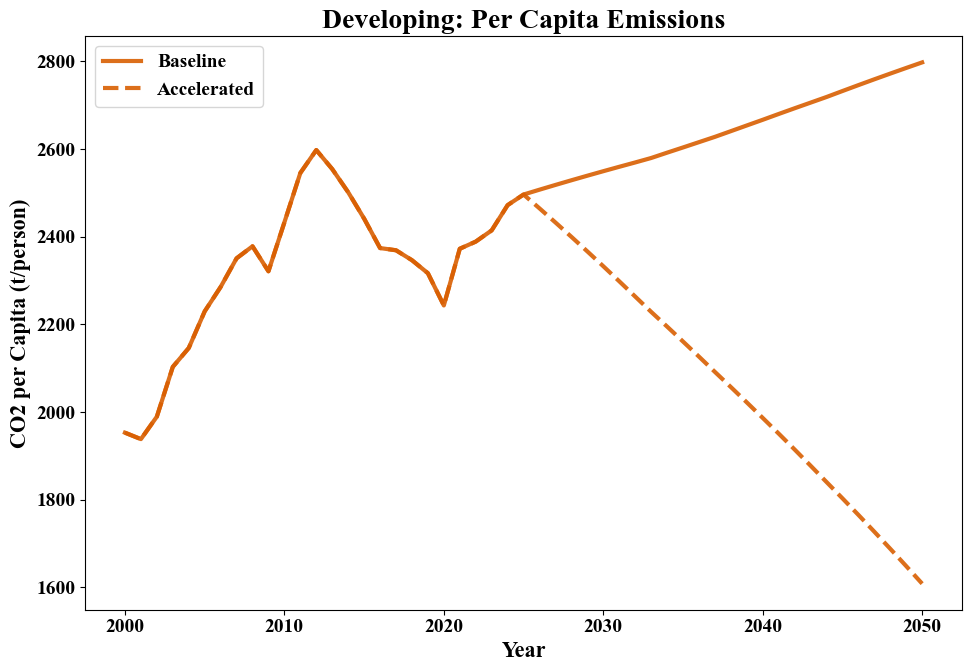 Developing: Per Capita Emissions
Baseline
Accelerated
CO2 per Capita (t/person)
2800
2600
2400
2200
2000
1800
1600
2000 2010 2020 2030 2040 2050
Year